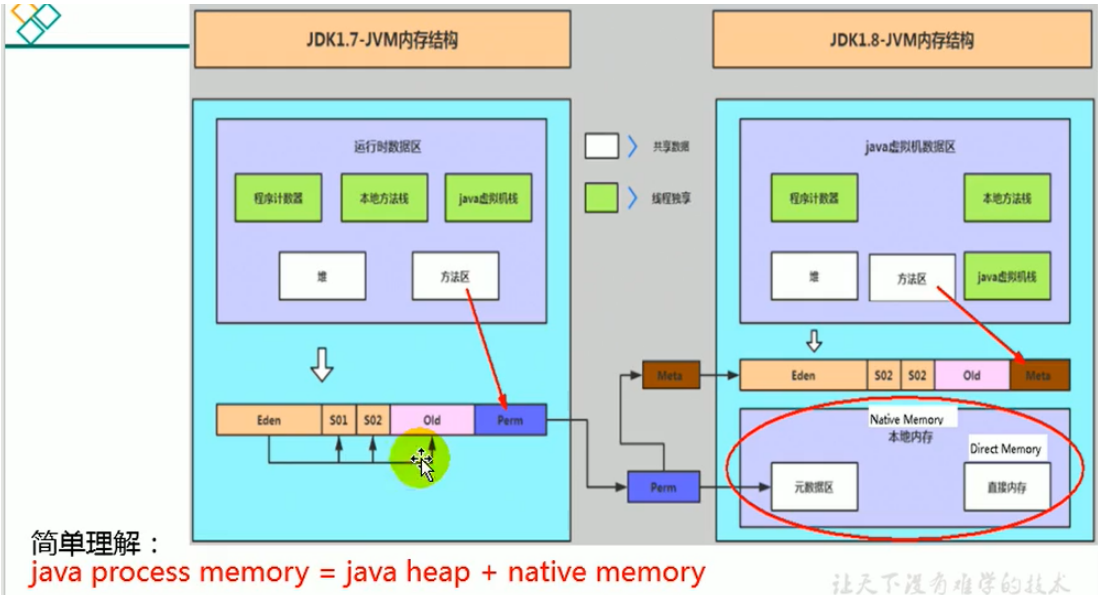 JDK1.7-JVM内存结构
JDK1.8-JVM内存结构
运行时数据区
程序计数器
本地方法栈
java虚拟机栈
堆
方法区
共享数据
线程独享
java虚拟机数据区
程序计数器
本地方法栈
堆
方法区
java虚拟机栈
Eden
S01
S02
Old
Perm
Meta
Perm
Eden
S02
S02
Old
Meta
Native Memory
本地内存
Direct Memory
元数据区
直接内存
简单理解：
java process memory = java heap + native memory
让天下没有难学的技术